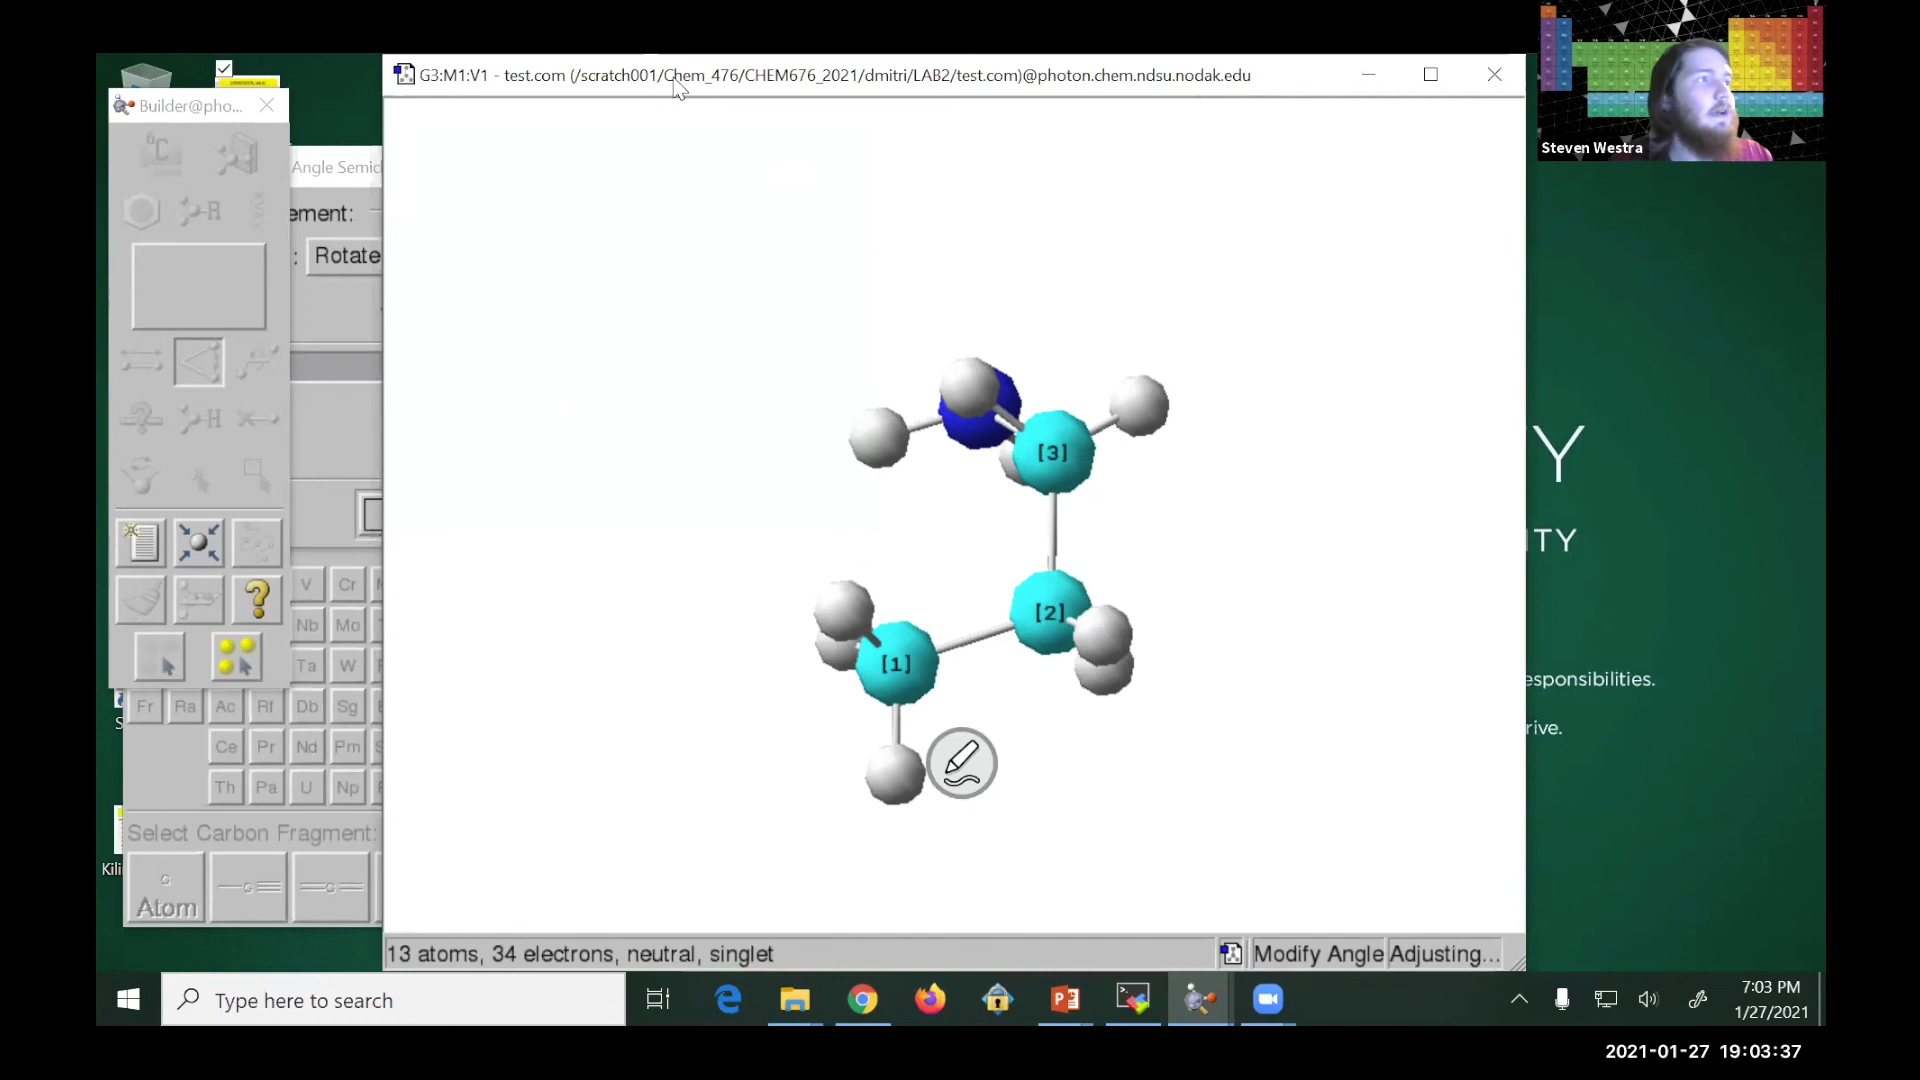 G3:M1:V1 - test.com (/scratch001/Chem_476/CHEM676_2021/dmitri/LAB2/test.com)@photon.chem.ndsu.nodak.edu
Builder@pho...
Steven Westra
6
C
Angle Semic
R
ement:
: Rotate
[3]
H
Y
ITY
V Cr
Nb Mo
[2]
Ta W
[1]
esponsibilities.
Fr Ra Ac Rf Db Sg
rive.
Ce Pr Nd Pm
Th Pa U Np
Select Carbon Fragment:
Kili
C
C
C
Atom
13 atoms, 34 electrons, neutral, singlet
Modify Angle
Adjusting...
Type here to search
7:03 PM
1/27/2021
2021-01-27 19:03:37